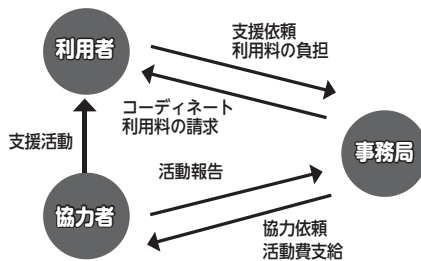 利用者
支援依頼
利用料の負担
コーディネート
利用料の請求
支援活動
事務局
活動報告
協力者
協力依頼
活動費支給